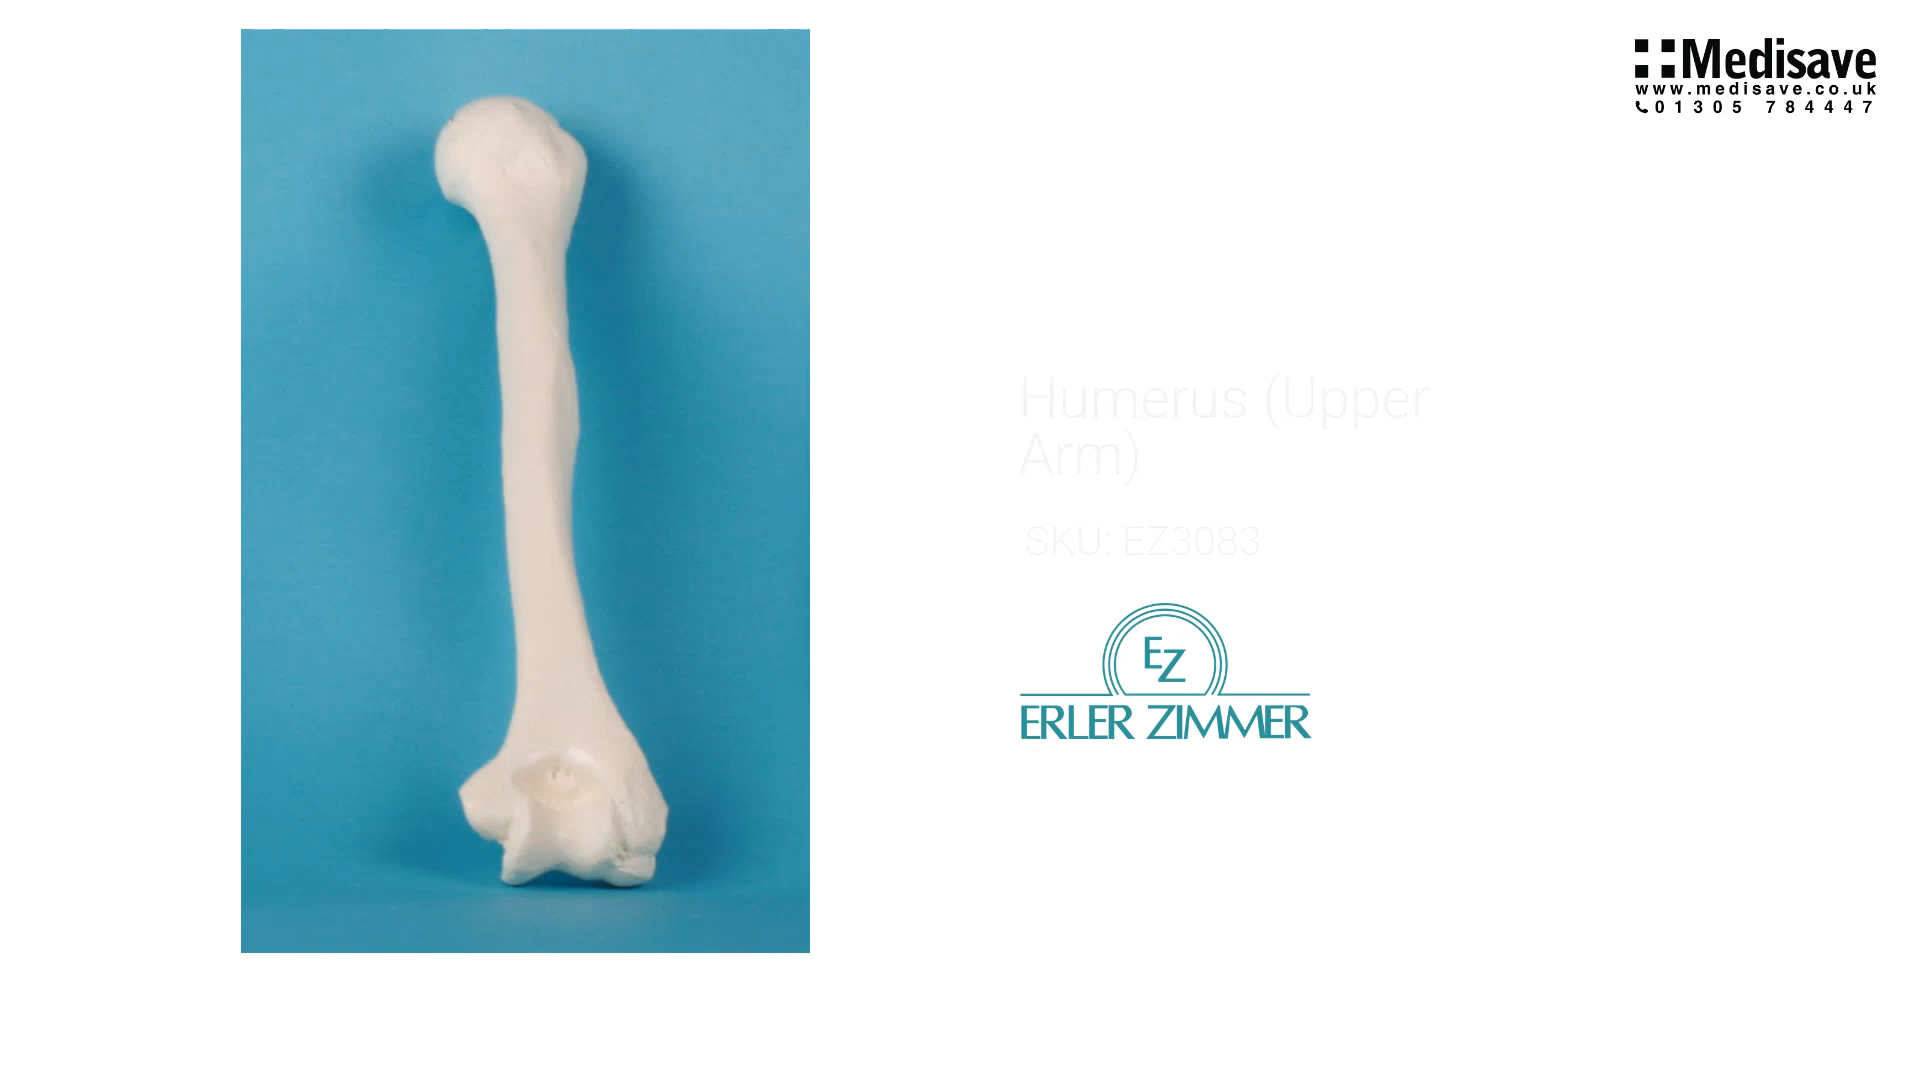 Medisave
www.medisave.co.uk
01305 784447
Humerus (Upper
Arm)
SKU: EZ3083
EZ
ERLER ZIMMER